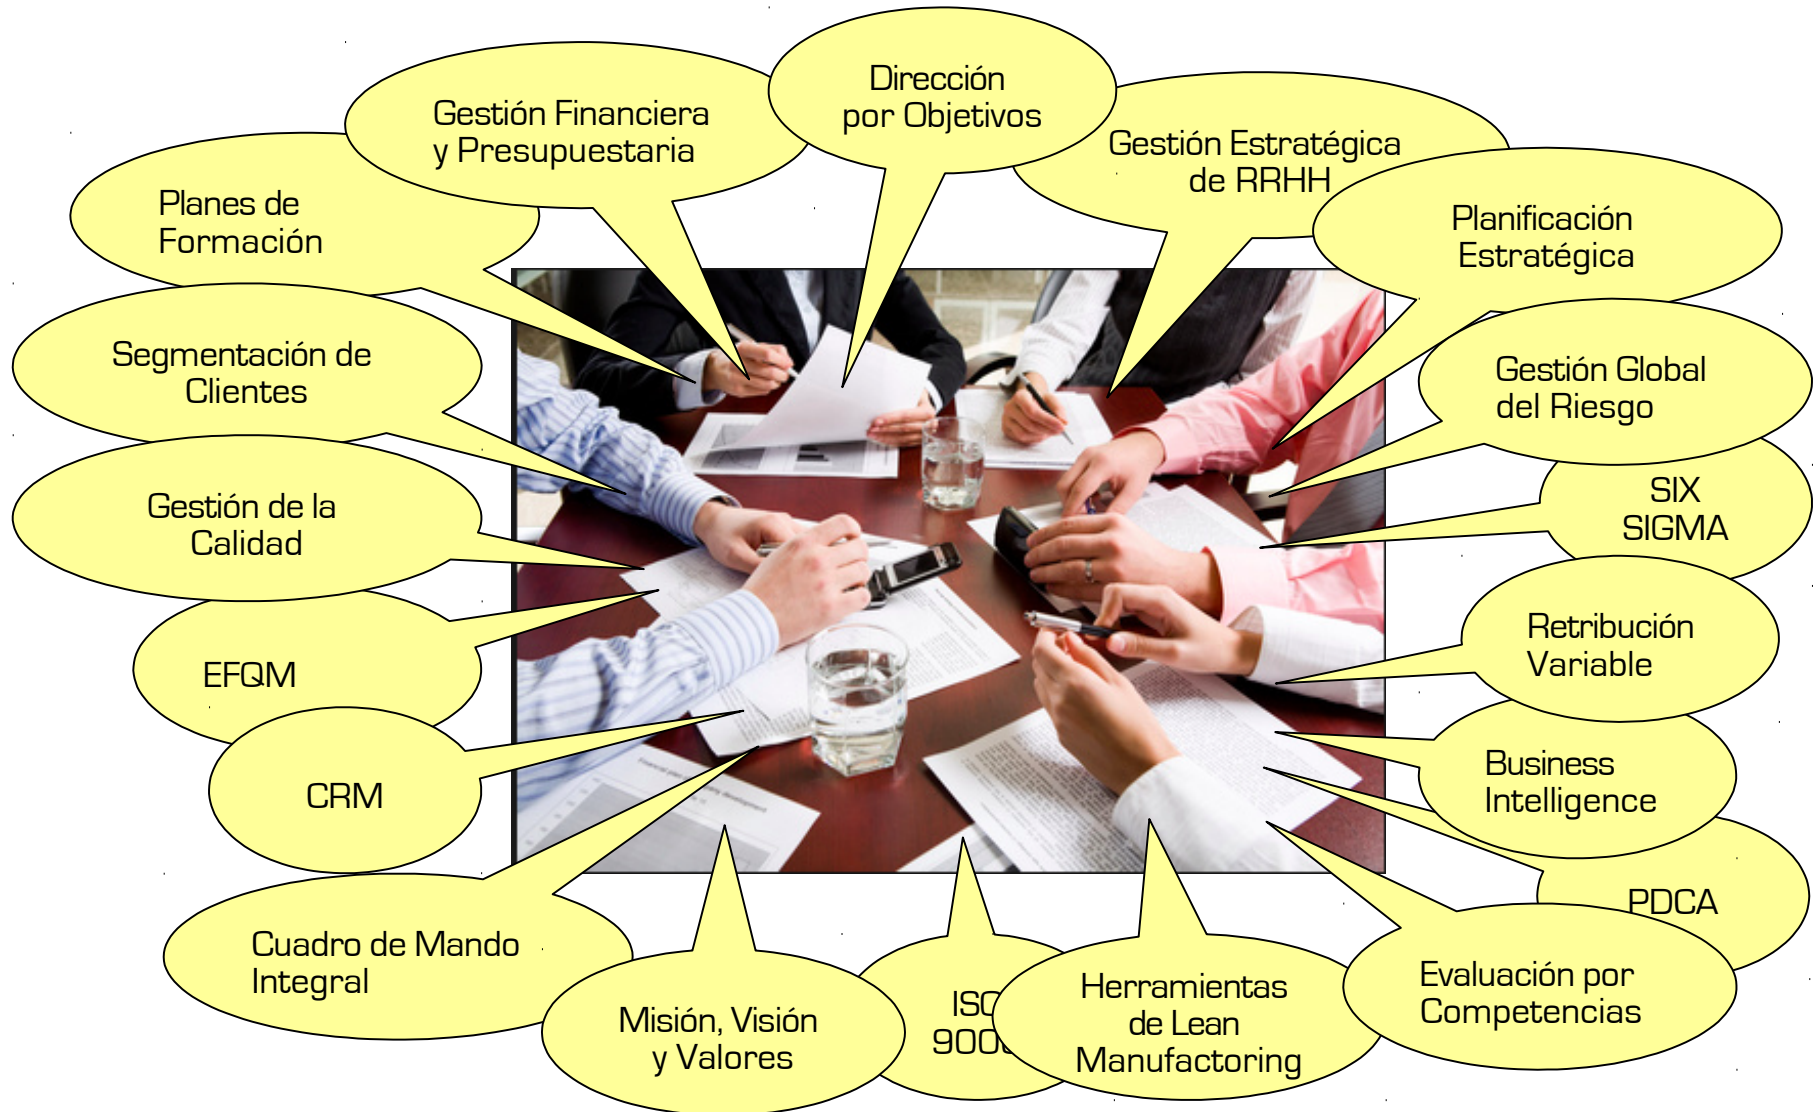 Dirección
por Objetivos
Gestión Financiera
y Presupuestaria
Gestión Estratégica
de RRHH
Planes de
Formación
Planificación
Estratégica
Segmentación de
Clientes
Gestión Global
del Riesgo
Gestión de la
Calidad
SIX
SIGMA
EFQM
Retribución
Variable
CRM
Business
Intelligence
PDCA
Cuadro de Mando
Integral
Evaluación por
Competencias
Misión, Visión
y Valores
Herramientas
de Lean
Manufactoring